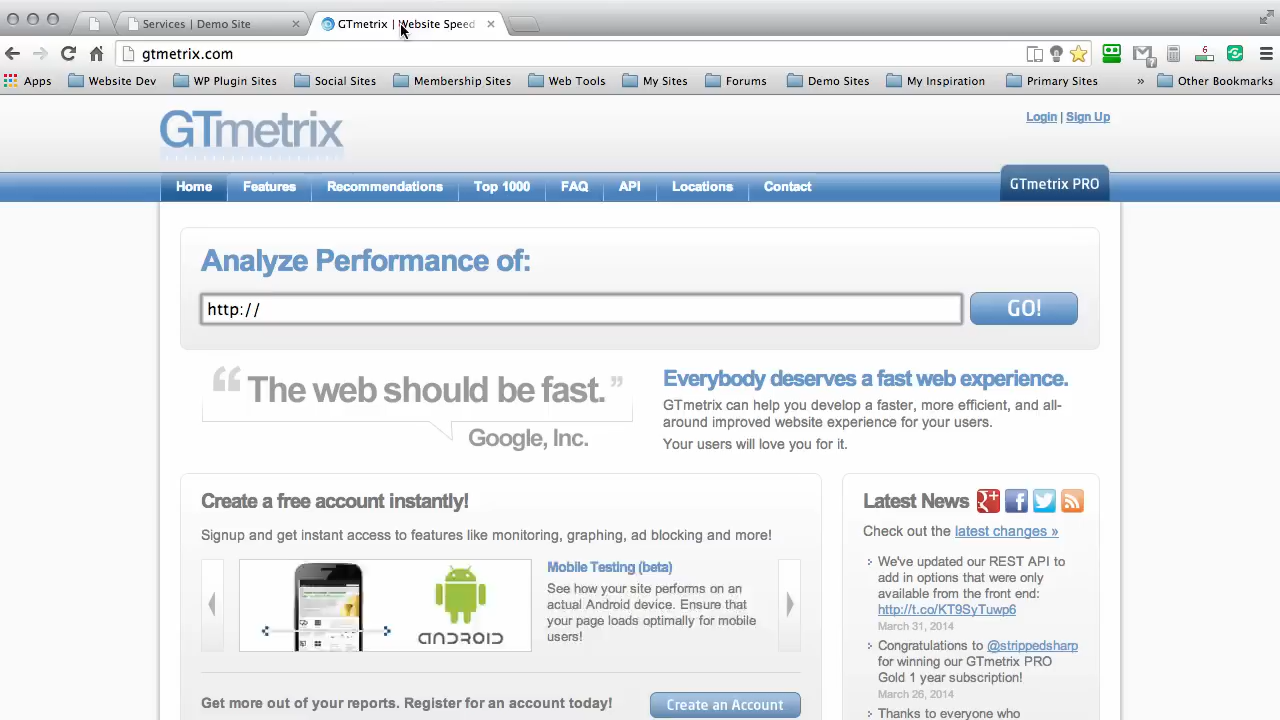 Services | Demo Site
GTmetrix | Website Speed
gtmetrix.com
Apps
Website Dev
WP Plugin Sites
Social Sites
Membership Sites
Web Tools
My Sites
Forums
Demo Sites
My Inspiration
Primary Sites
»
Other Bookmarks
GTmetrix
Login | Sign Up
Home
Features
Recommendations
Top 1000
FAQ
API
Locations
Contact
GTmetrix PRO
Analyze Performance of:
http://
GO!
“The web should be fast.”
Google, Inc.
Everybody deserves a fast web experience.
GTmetrix can help you develop a faster, more efficient, and all-
around improved website experience for your users.
Your users will love you for it.
Create a free account instantly!
Signup and get instant access to features like monitoring, graphing, ad blocking and more!
ANDROID
Mobile Testing (beta)
See how your site performs on an
actual Android device. Ensure that
your page loads optimally for mobile
users!
Get more out of your reports. Register for an account today!
Create an Account
Latest News
Check out the latest changes »
We've updated our REST API to
add in options that were only
available from the front end:
http://t.co/KT9SyTuwp6
March 31, 2014
Congratulations to @strippedsharp
for winning our GTmetrix PRO
Gold 1 year subscription!
March 26, 2014
Thanks to everyone who